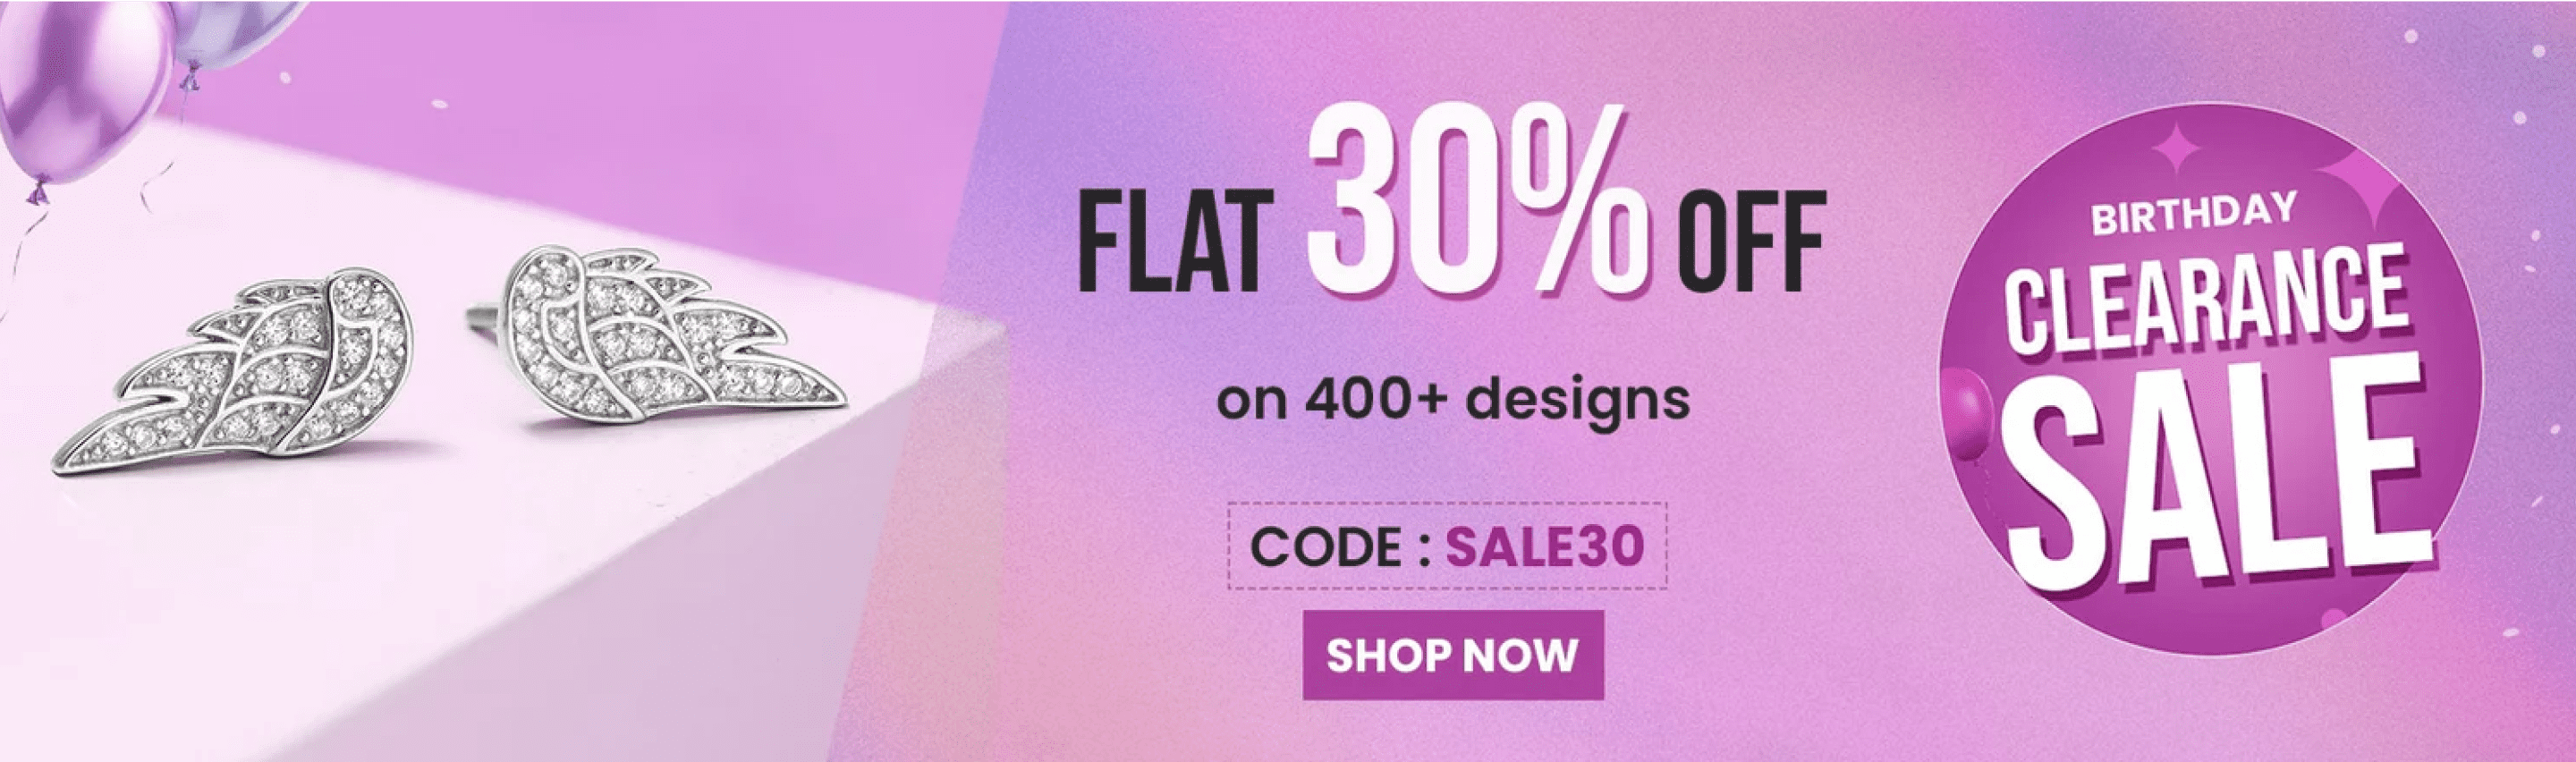 FLAT 30% OFF
on 400+ designs
CODE : SALE30
SHOP NOW
BIRTHDAY
CLEARANCE
SALE